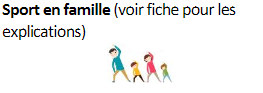 Sport en famille (voir fiche pour les
explications)